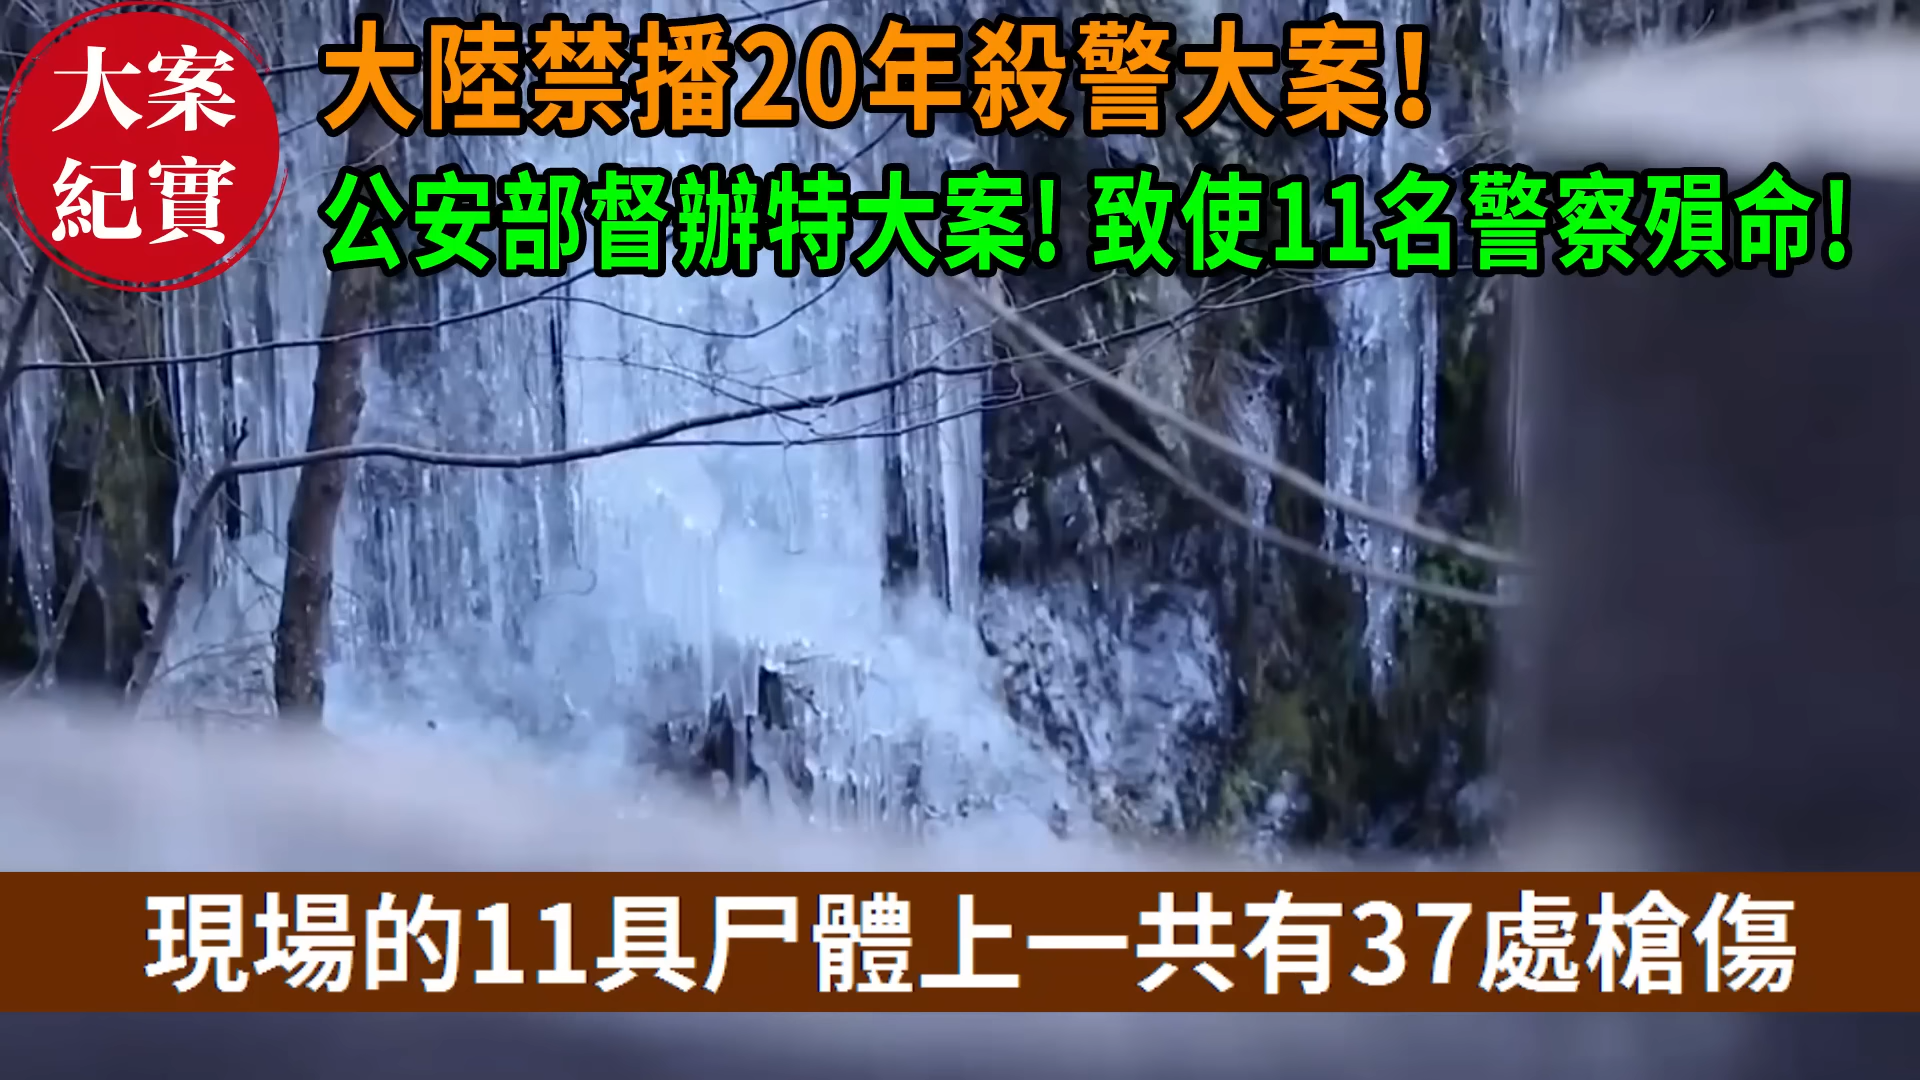 大案
紀實
大陸禁播20年殺警大案!
公安部督辦特大案! 致使11名警察殞命!
現場的11具尸體上一共有37處槍傷